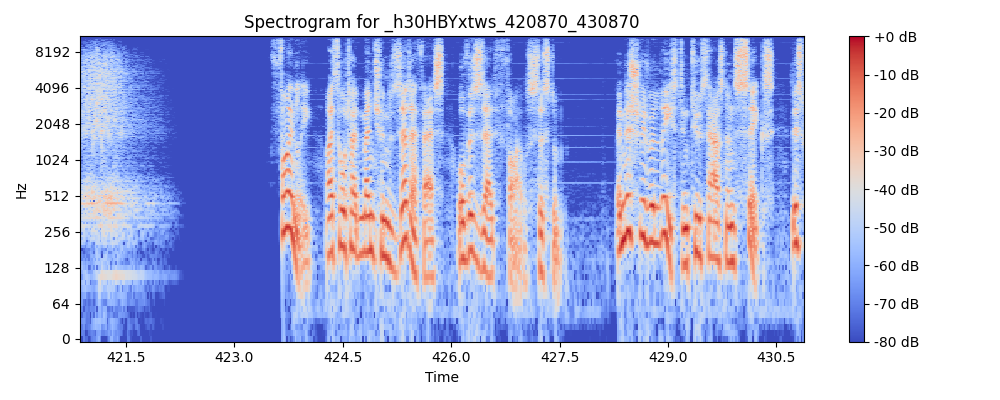 Spectrogram for _h30HBYxtws_420870_430870
8192
4096
2048
1024
512
256
128
64
0
Hz
421.5 423.0 424.5 426.0 427.5 429.0 430.5
Time
+0 dB
-10 dB
-20 dB
-30 dB
-40 dB
-50 dB
-60 dB
-70 dB
-80 dB